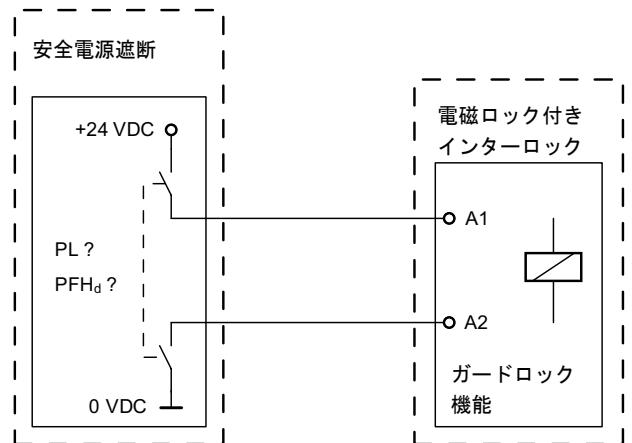 安全電源遮断
+24 VDC
PL ?
PFHd ?
0 VDC
電磁ロック付き
インターロック
A1
A2
ガードロック
機能